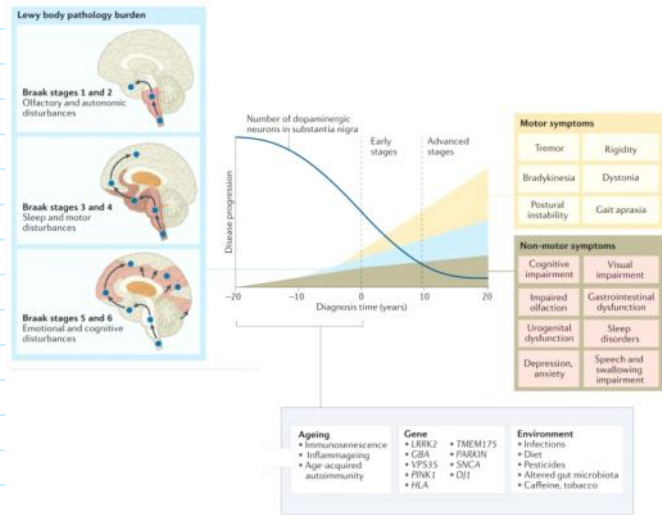 Lewy body pathology burden
Braak stages 1 and 2
Olfactory and autonomic
disturbances
Braak stages 3 and 4
Sleep and motor
disturbances
Braak stages 5 and 6
Emotional and cognitive
disturbances
Number of dopaminergic
neurons in substantia nigra
Early
stages
Advanced
stages
Disease progression
–20
–10
0
10
20
Diagnosis time (years)
Motor symptoms
Tremor
Rigidity
Bradykinesia
Dystonia
Postural
instability
Gait apraxia
Non-motor symptoms
Cognitive
impairment
Visual
impairment
Impaired
olfaction
Gastrointestinal
dysfunction
Urogenital
dysfunction
Sleep
disorders
Depression,
anxiety
Speech and
swallowing
impairment
Ageing
• Immunosenescence
• Inflammageing
• Age-acquired
autoimmunity
Gene
• LRRK2
• GBA
• VPS35
• PINK1
• HLA
• TMEM175
• PARKIN
• SNCA
• DJ1
Environment
• Infections
• Diet
• Pesticides
• Altered gut microbiota
• Caffeine, tobacco